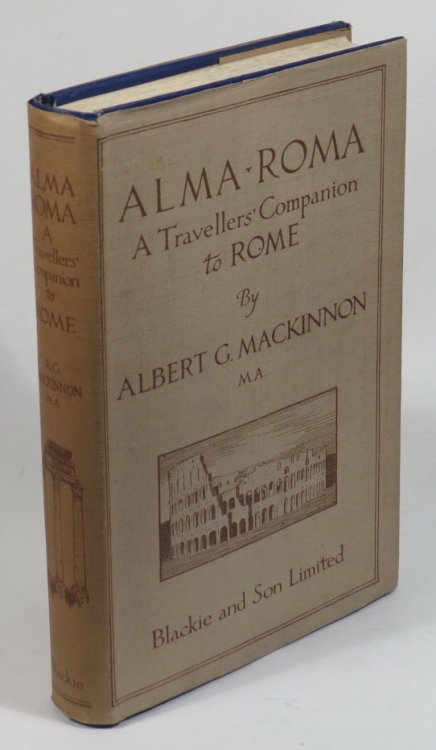 ALMA · ROMA
A Travellers' Companion
to ROME
By
ALBERT G. MACKINNON
M.A.
Blackie and Son Limited
ALMA
ROMA
A
Travellers'
Companion
to
ROME
A.G.
MACKINNON
M.A.
Blackie